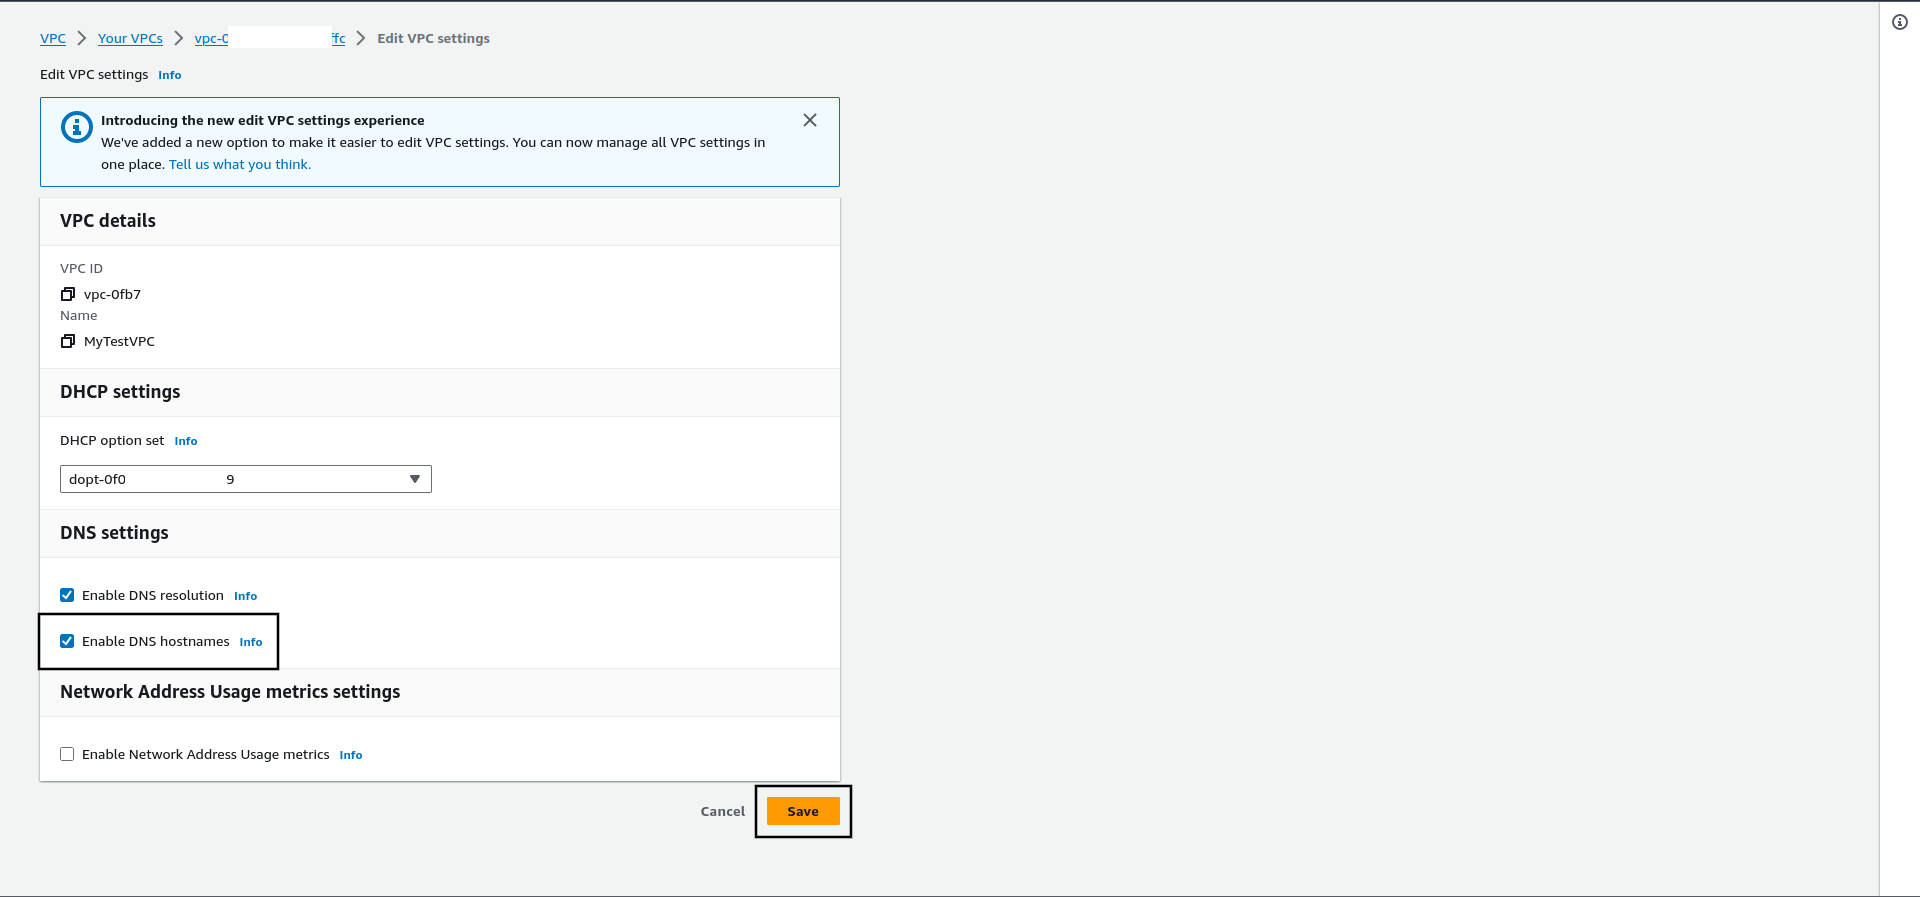 VPC > Your VPCs > vpc-0 ffc > Edit VPC settings
Edit VPC settings Info
Introducing the new edit VPC settings experience
We've added a new option to make it easier to edit VPC settings. You can now manage all VPC settings in
one place. Tell us what you think.
VPC details
VPC ID
vpc-0fb7
Name
MyTestVPC
DHCP settings
DHCP option set Info
dopt-0f0 9
DNS settings
Enable DNS resolution Info
Enable DNS hostnames Info
Network Address Usage metrics settings
Enable Network Address Usage metrics Info
Cancel Save